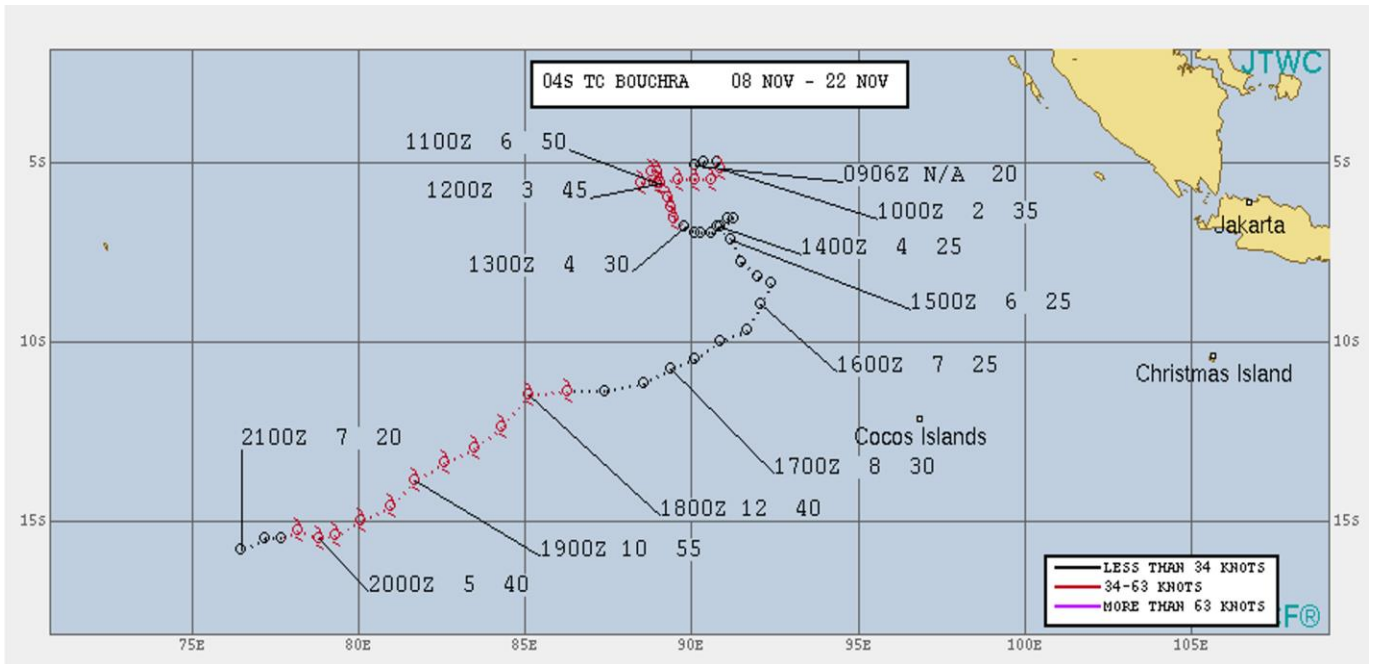 JTWC
04S TC BOUCHRA 08 NOV - 22 NOV
1100Z 6 50
5S
5S
0906Z N/A 20
1200Z 3 45
1000Z 2 35
Jakarta
1400Z 4 25
1300Z 4 30
1500Z 6 25
10S
10S
1600Z 7 25
Christmas Island
2100Z 7 20
Cocos Islands
1700Z 8 30
1800Z 12 40
15S
15S
1900Z 10 55
2000Z 5 40
LESS THAN 34 KNOTS
34-63 KNOTS
MORE THAN 63 KNOTS
F®
75E 80E 85E 90E 95E 100E 105E